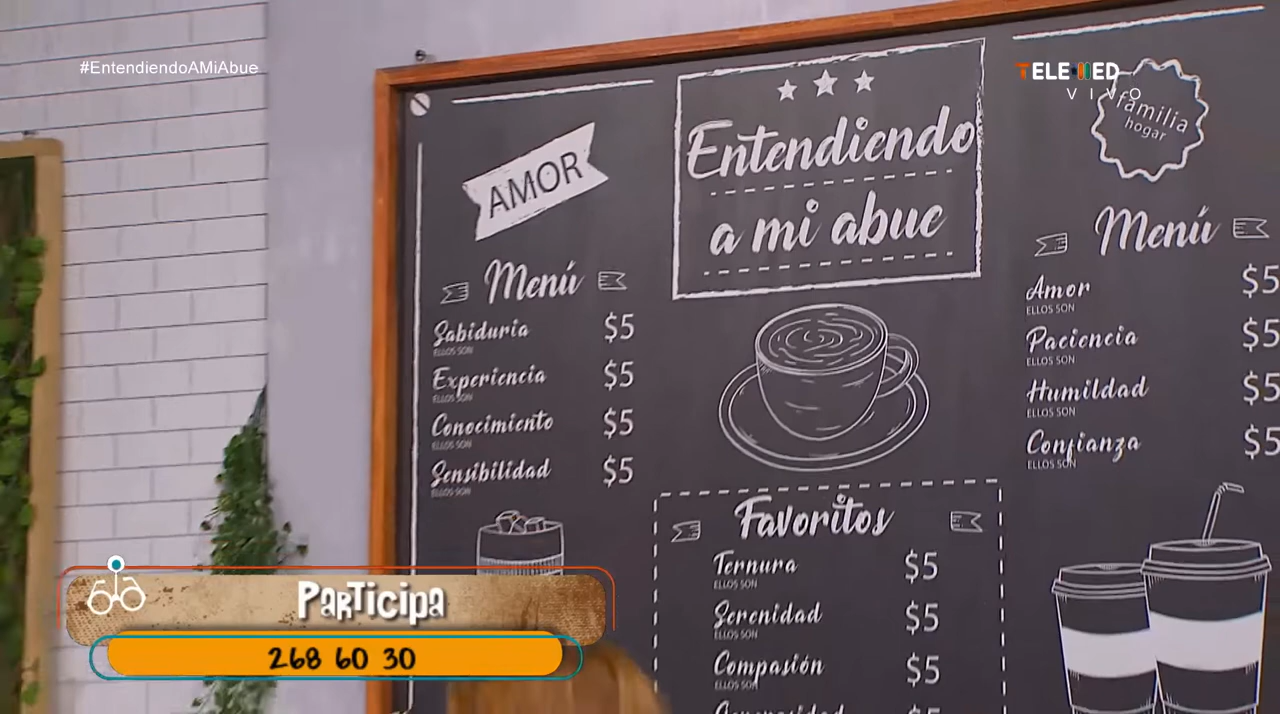 #EntendiendoAMiAbue
TELEMED
VIVO
familia
hogar
AMOR
Entendiendo
a mi abue
Menú
Sabiduria $5
ELLOS SON
Experiencia $5
ELLOS SON
Conocimiento $5
ELLOS SON
Sensibilidad $5
ELLOS SON
Menú
Amor $5
ELLOS SON
Paciencia $5
ELLOS SON
Humildad $5
ELLOS SON
Confianza $5
ELLOS SON
Favoritos
Ternura $5
ELLOS SON
Serenidad $5
ELLOS SON
Compasión $5
ELLOS SON
Participa
268 60 30